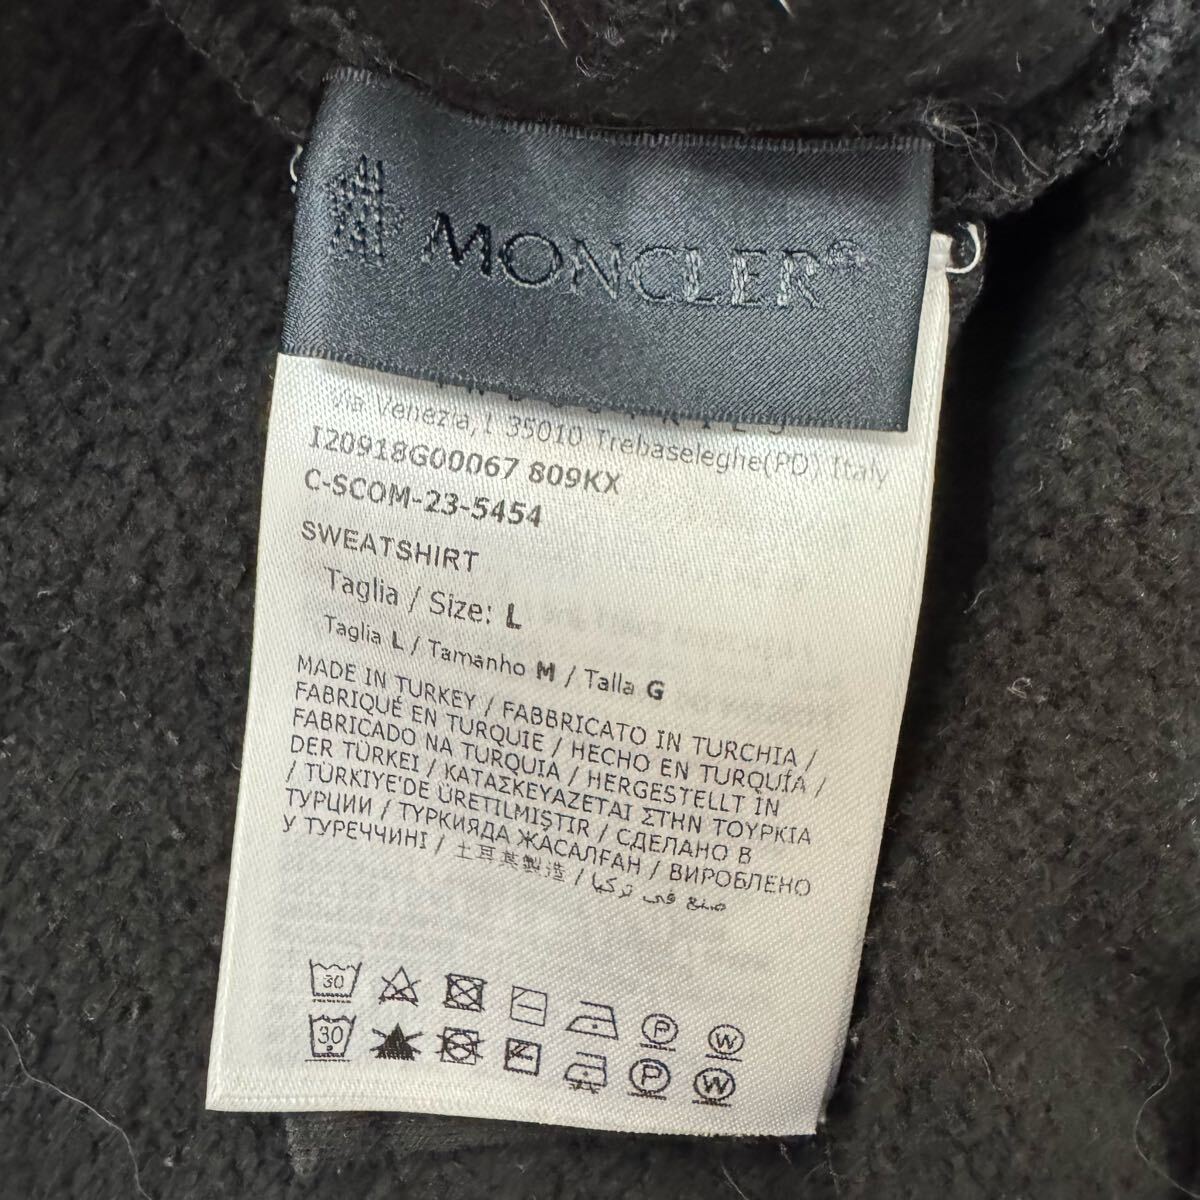 MONCLER®
Via Venezia, 1 35010 Trebaseleghe(PD) Italy
I20918G00067 809KX
C-SCOM-23-5454
SWEATSHIRT
Taglia / Size: L
Taglia L / Tamanho M / Talla G
MADE IN TURKEY / FABBRICATO IN TURCHIA /
FABRIQUÉ EN TURQUIE / HECHO EN TURQUÍA /
FABRICADO NA TURQUIA / HERGESTELLT IN
DER TÜRKEI / ΚΑΤΑΣΚΕΥΑΖΕΤΑΙ ΣΤΗΝ ΤΟΥΡΚΙΑ
/ TÜRKİYE'DE ÜRETILMIŞTIR / СДЕЛАНО В
ТУРЦИИ / ТҮРКИЯДА ЖАСАЛҒАН / ВИРОБЛЕНО
У ТУРЕЧЧИНІ / 土耳其製造 / صنع في تركيا
30 P W
30 P W